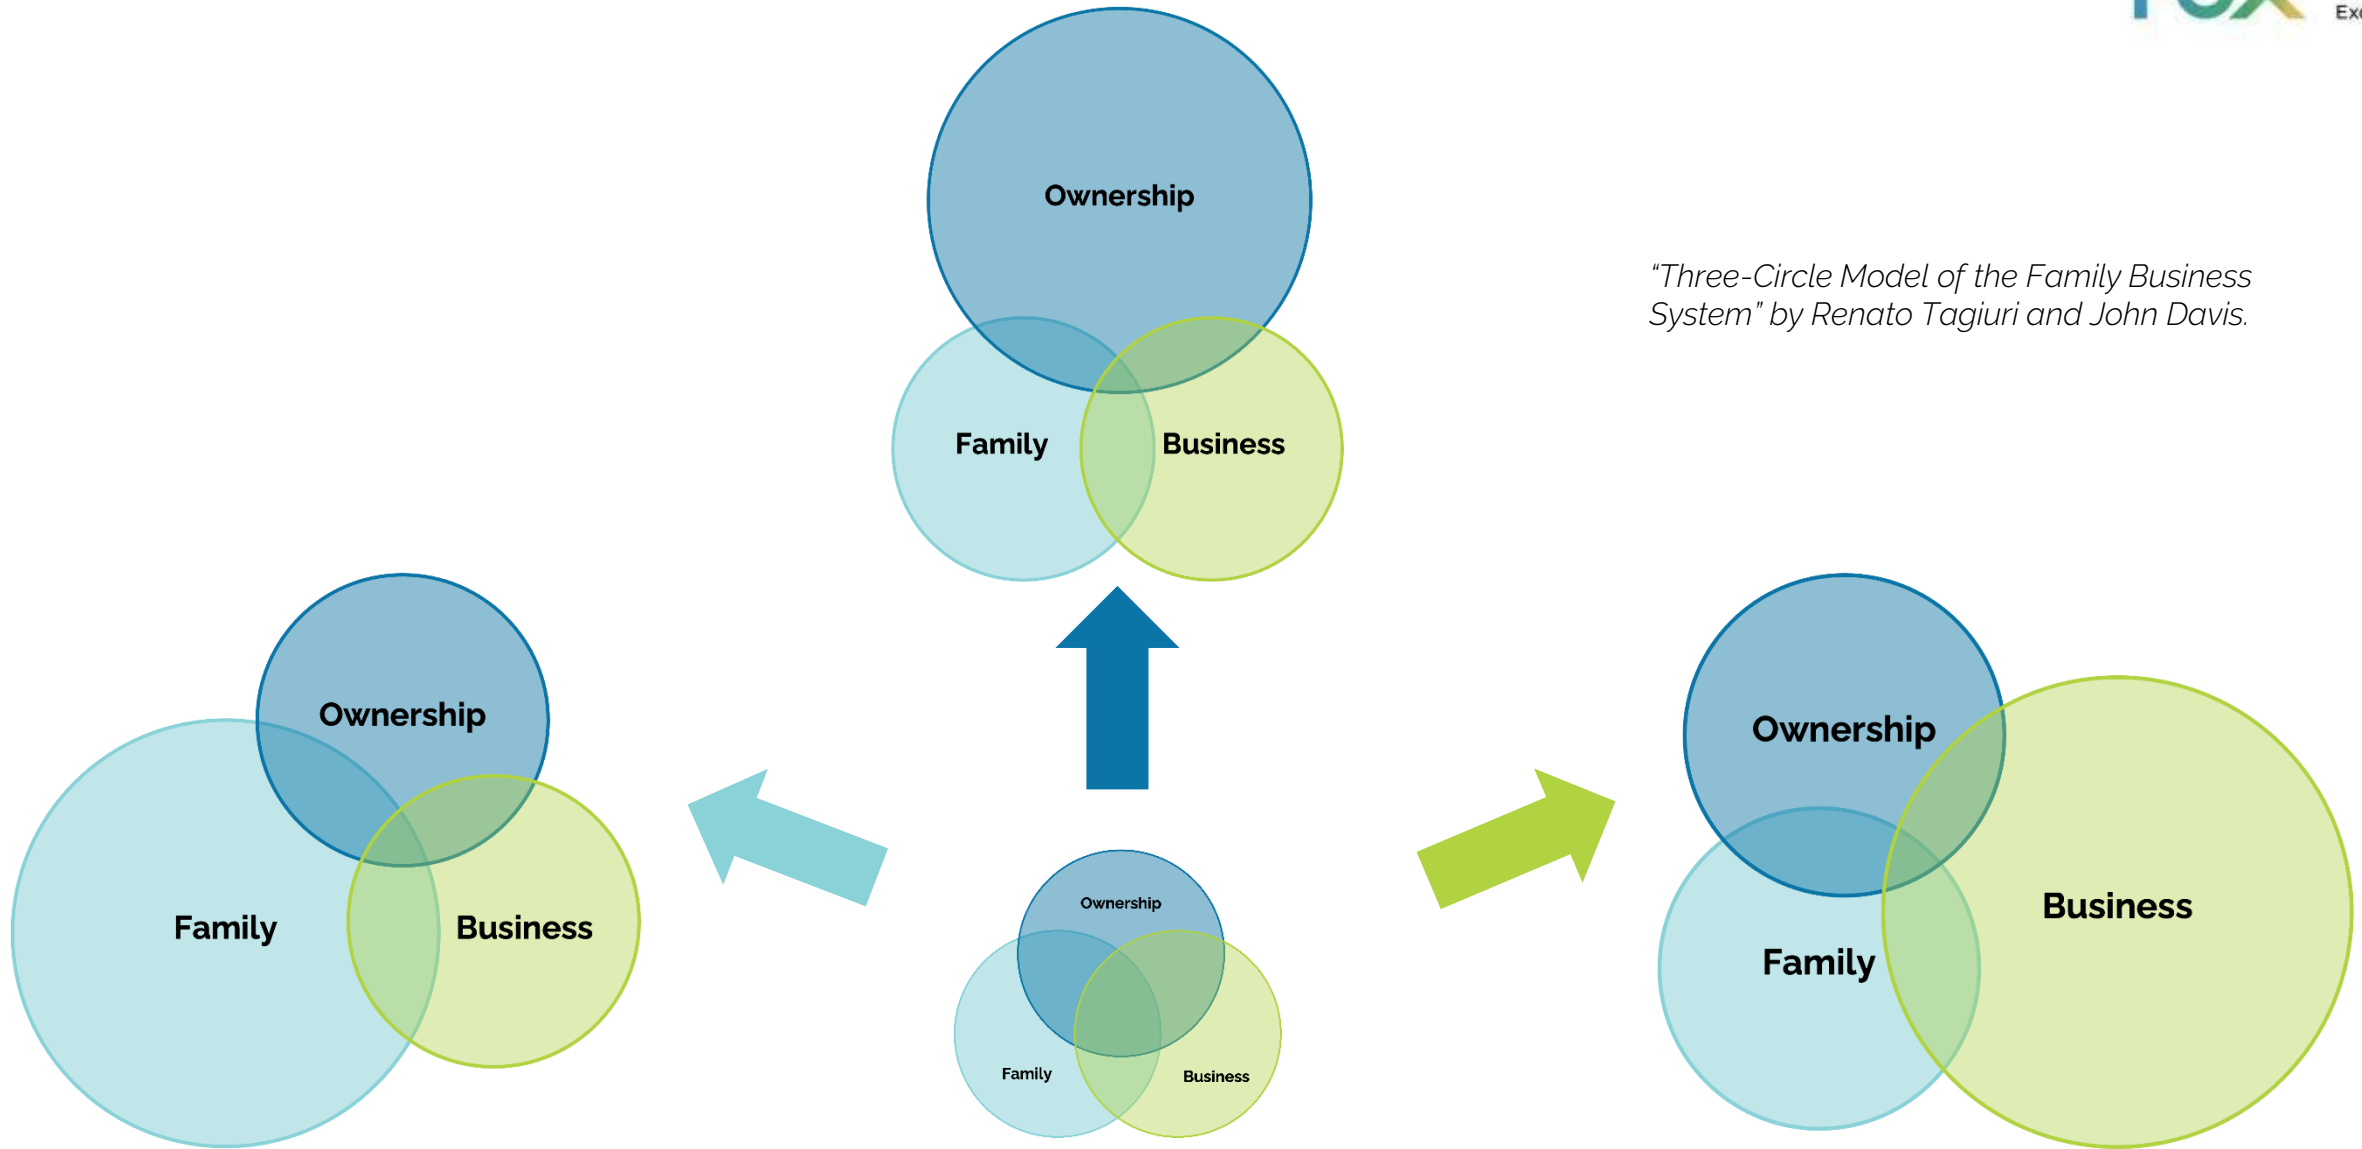 Ownership
Family
Business
“Three-Circle Model of the Family Business
System” by Renato Tagiuri and John Davis.
Ownership
Family
Business
Ownership
Family
Business
Ownership
Business
Family